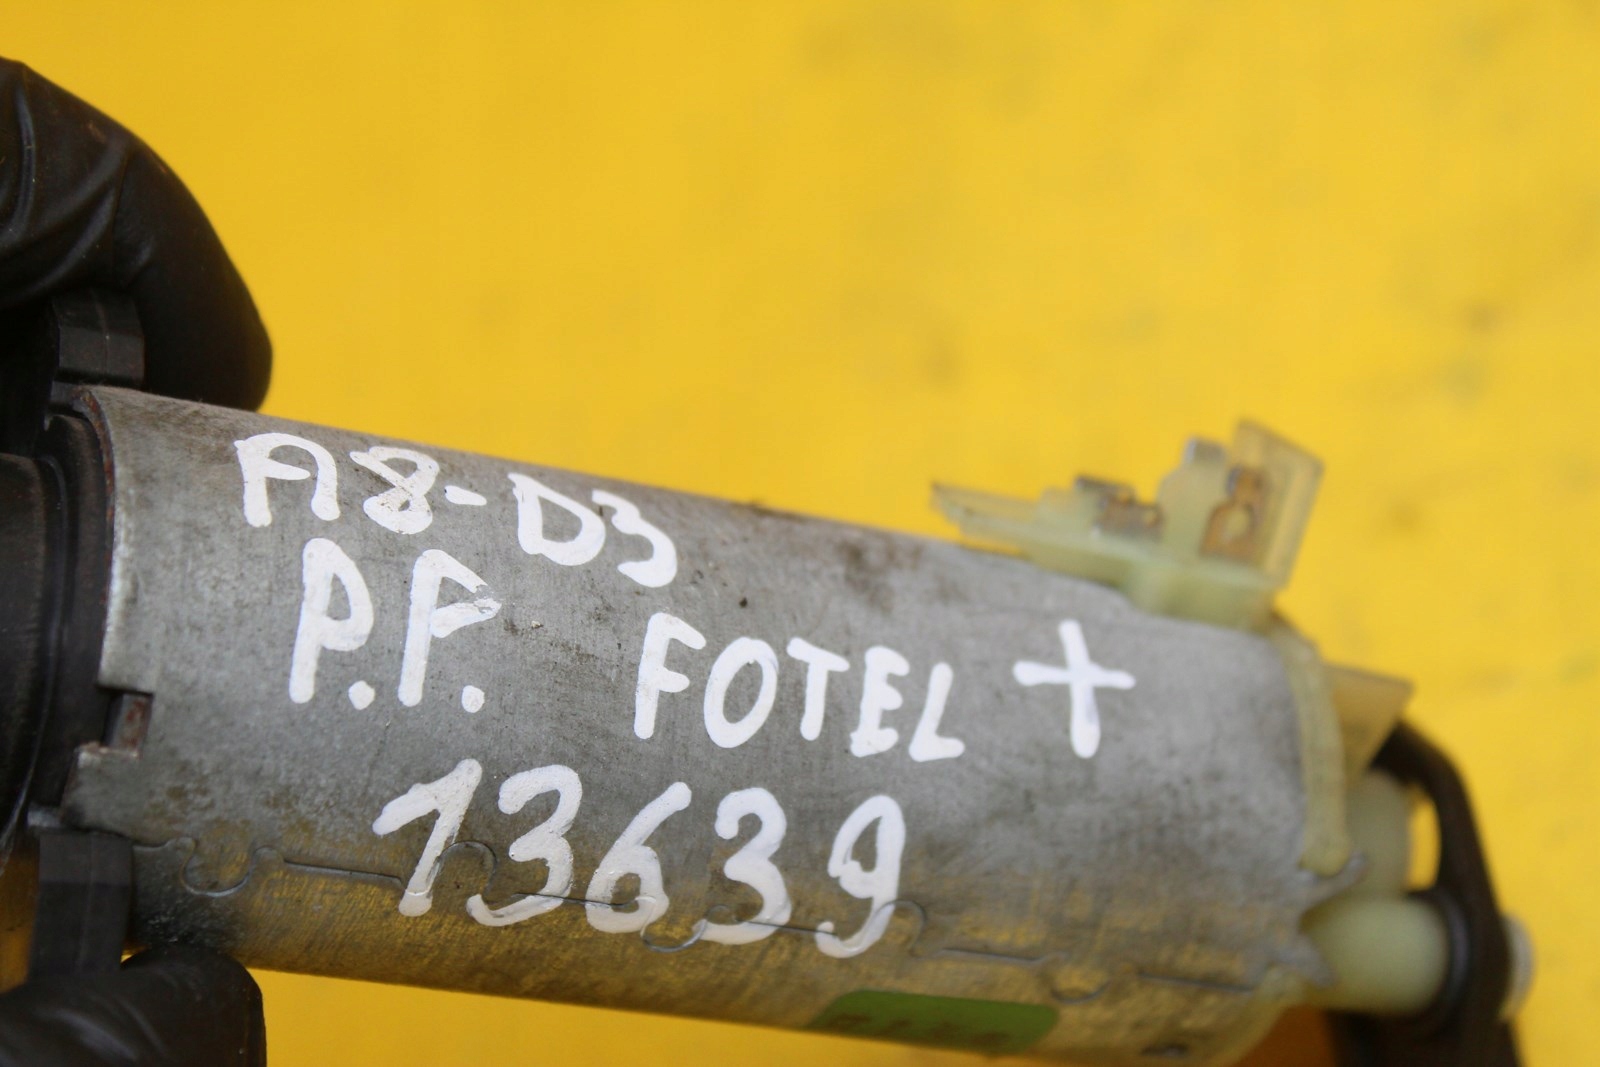 A8-D3
P.P. FOTEL +
13639